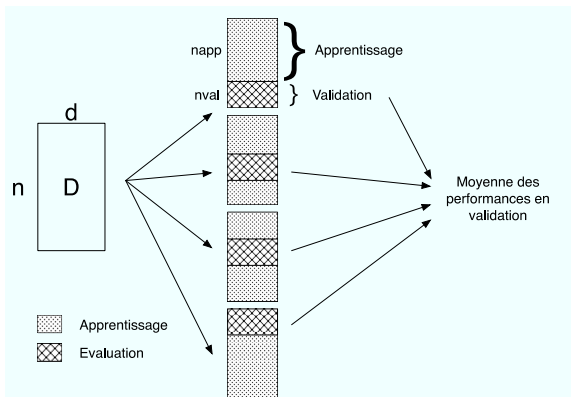 napp
Apprentissage
nval
Validation
d
n
D
Moyenne des
performances en
validation
Apprentissage
Evaluation